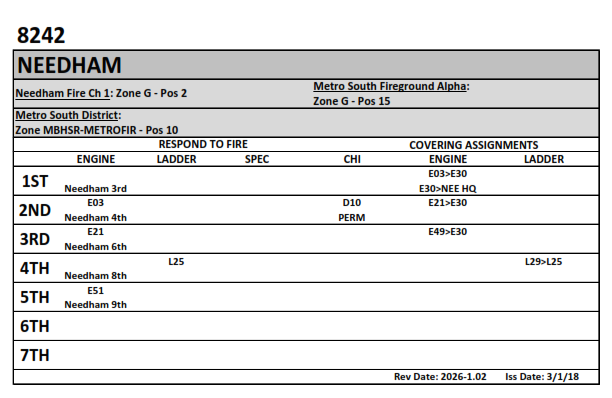 8242
NEEDHAM
Needham Fire Ch 1: Zone G - Pos 2
Metro South Fireground Alpha:
Zone G - Pos 15
Metro South District:
Zone MBHSR-METROFIR - Pos 10
RESPOND TO FIRE COVERING ASSIGNMENTS
ENGINE LADDER SPEC CHI ENGINE LADDER
1ST
E03>E30
Needham 3rd E30>NEE HQ
2ND
E03 D10 E21>E30
Needham 4th PERM
3RD
E21 E49>E30
Needham 6th
4TH
L25 L29>L25
Needham 8th
5TH
E51
Needham 9th
6TH
7TH
Rev Date: 2026-1.02 Iss Date: 3/1/18